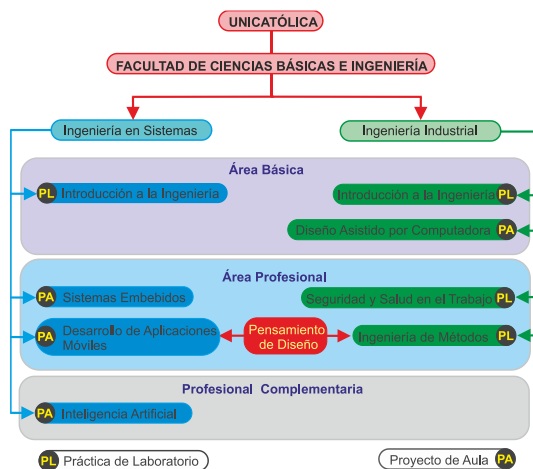 UNICATÓLICA
FACULTAD DE CIENCIAS BÁSICAS E INGENIERÍA
Ingeniería en Sistemas
Ingeniería Industrial
Área Básica
PL Introducción a la Ingeniería
Introducción a la Ingeniería PL
Diseño Asistido por Computadora PA
Área Profesional
PA Sistemas Embebidos
Seguridad y Salud en el Trabajo PL
PA Desarrollo de Aplicaciones
Móviles
Pensamiento
de Diseño
Ingeniería de Métodos PL
Profesional Complementaria
PA Inteligencia Artificial
PL Práctica de Laboratorio
Proyecto de Aula PA